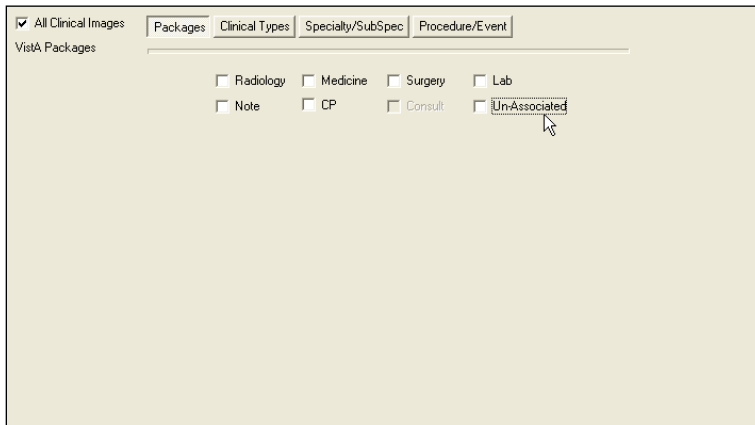 All Clinical Images Packages Clinical Types Specialty/SubSpec Procedure/Event
VistA Packages
Radiology Medicine Surgery Lab
Note CP Consult Un-Associated